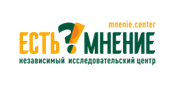 mnenie.center
ЕСТЬ ?! МНЕНИЕ
НЕЗАВИСИМЫЙ ИССЛЕДОВАТЕЛЬСКИЙ ЦЕНТР